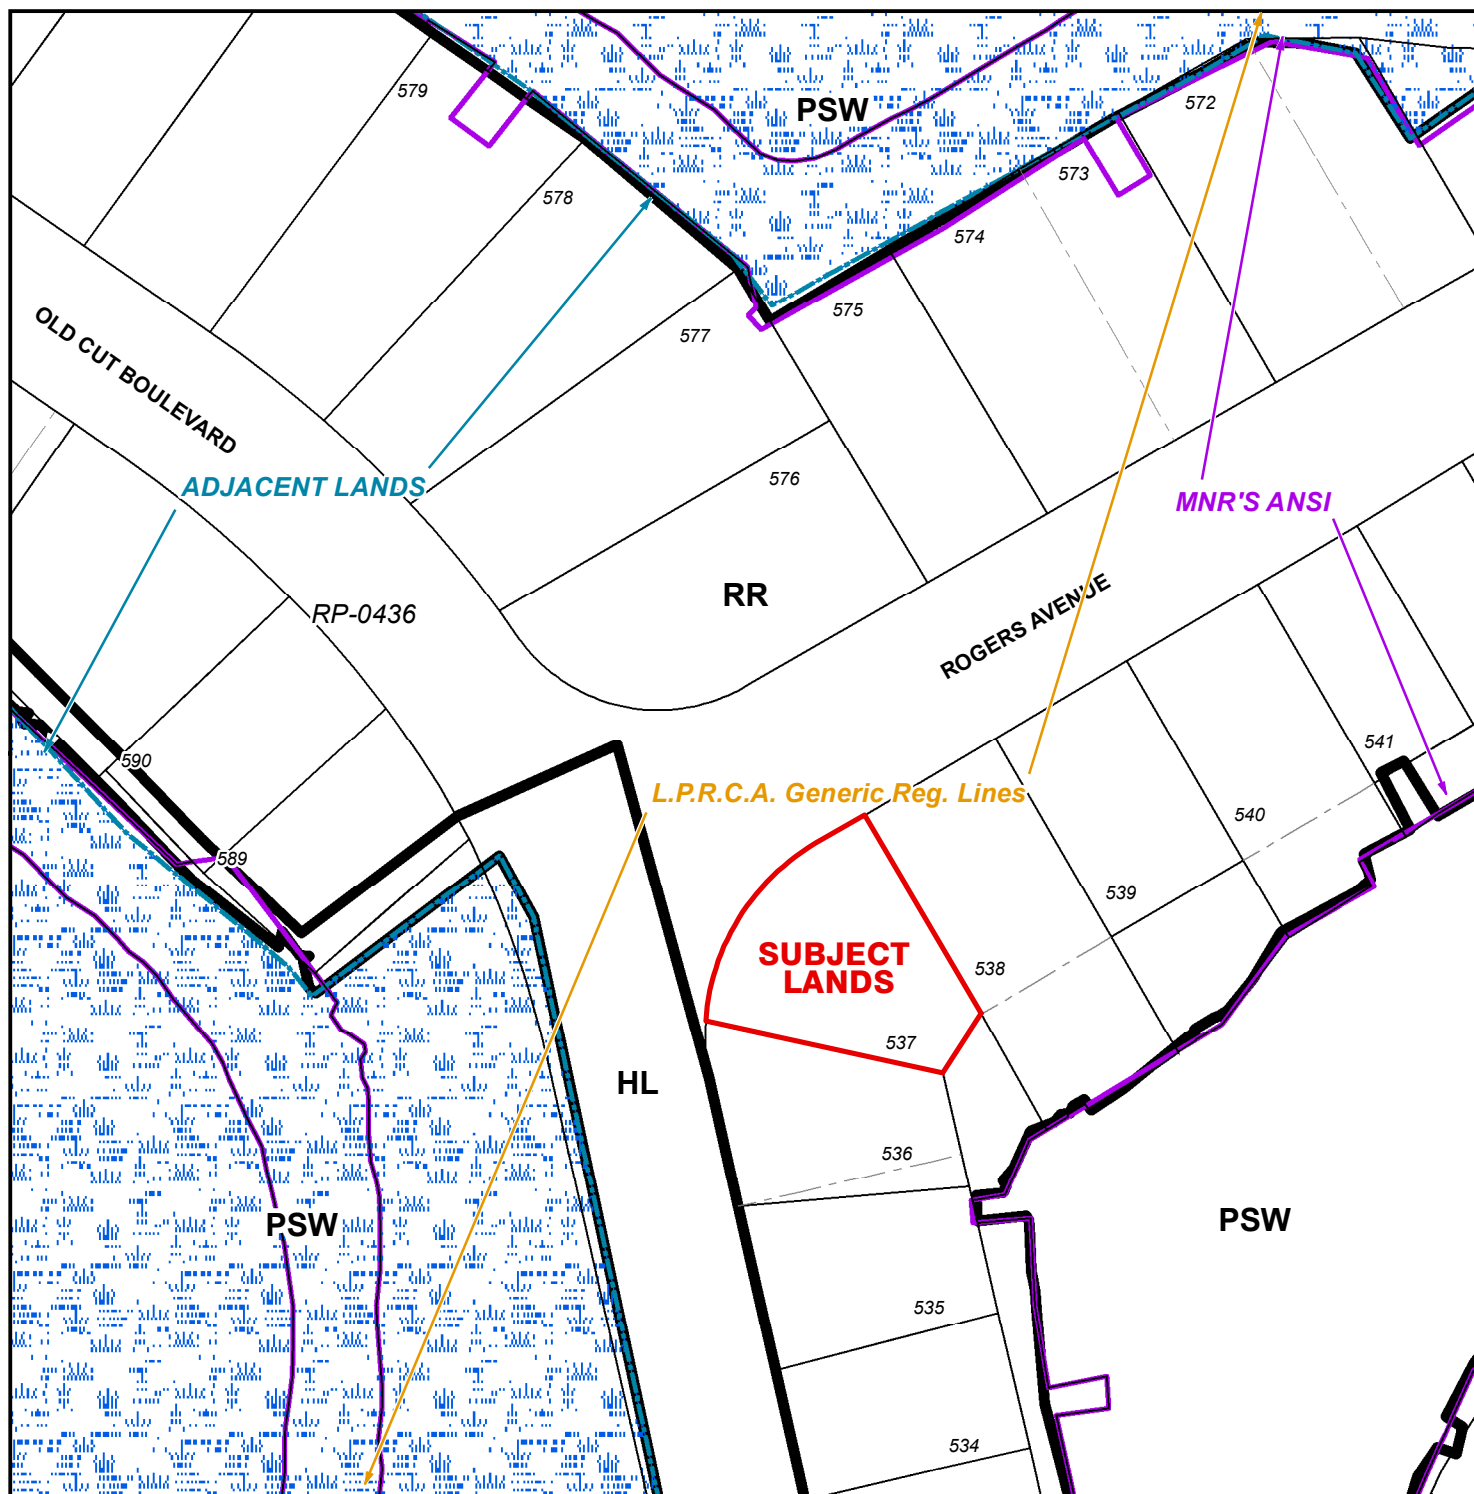 579
PSW
572
573
578
574
575
577
OLD CUT BOULEVARD
576
ADJACENT LANDS
MNR'S ANSI
RR
RP-0436
ROGERS AVENUE
541
590
L.P.R.C.A. Generic Reg. Lines
540
589
539
SUBJECT
LANDS
538
537
HL
536
PSW
PSW
535
534